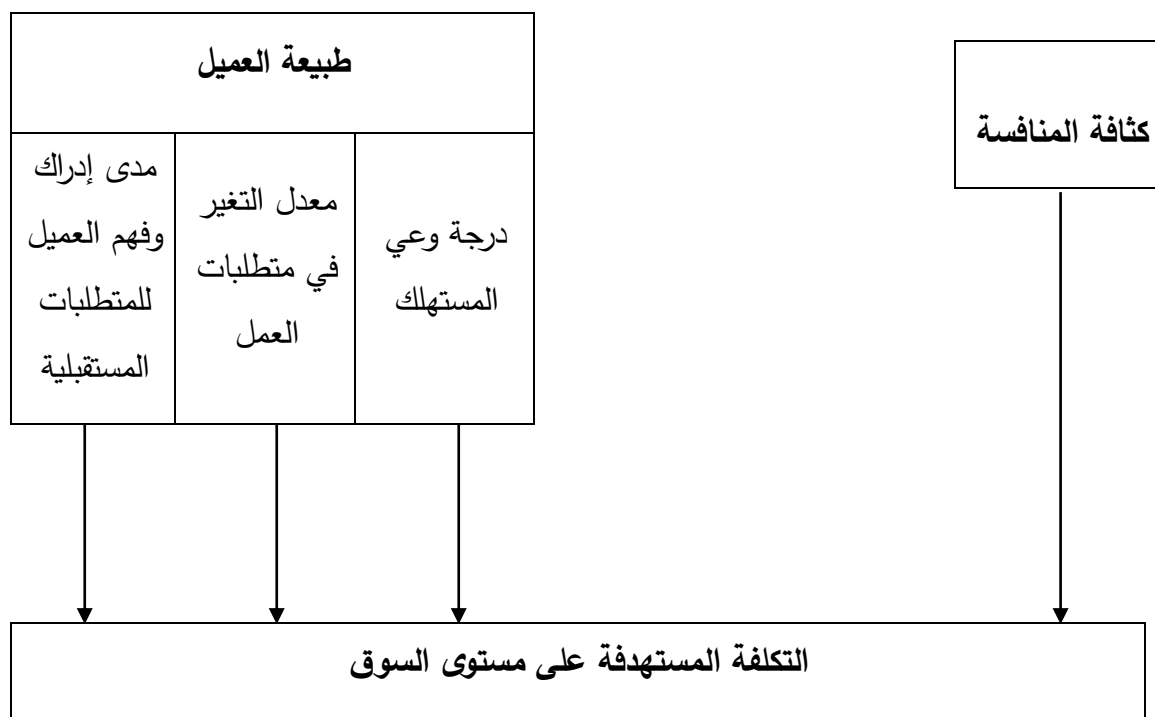 طبيعة العميل
كثافة المنافسة
درجة وعي
المستهلك
معدل التغير
في متطلبات
العمل
مدى إدراك
وفهم العميل
للمتطلبات
المستقبلية
التكلفة المستهدفة على مستوى السوق